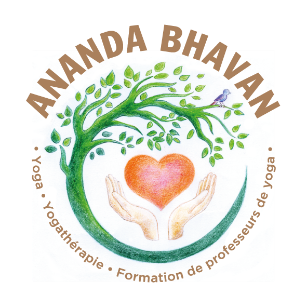 ANANDA BHAVAN
• Yoga • Yogathérapie • Formation de professeurs de yoga •